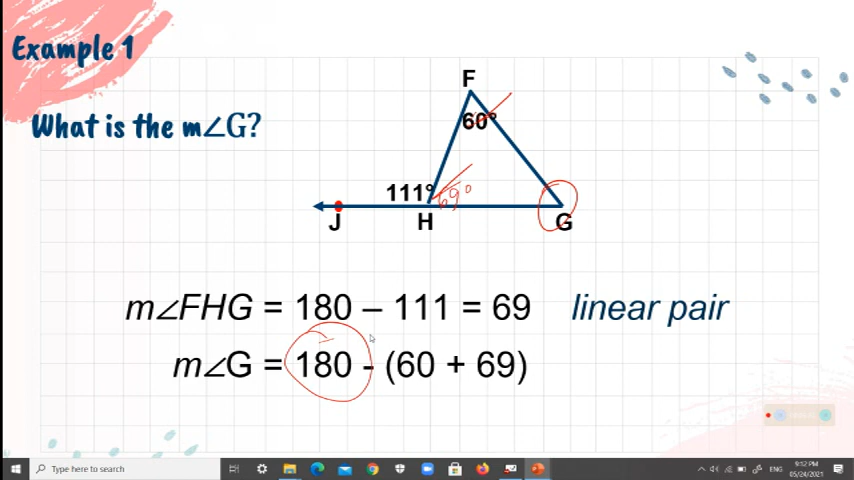 Example 1
F
What is the m∠G?
60°
111°
69°
J
H
G
m∠FHG = 180 – 111 = 69 linear pair
m∠G = 180 - (60 + 69)
Type here to search
ENG
9:12 PM
05/24/2021